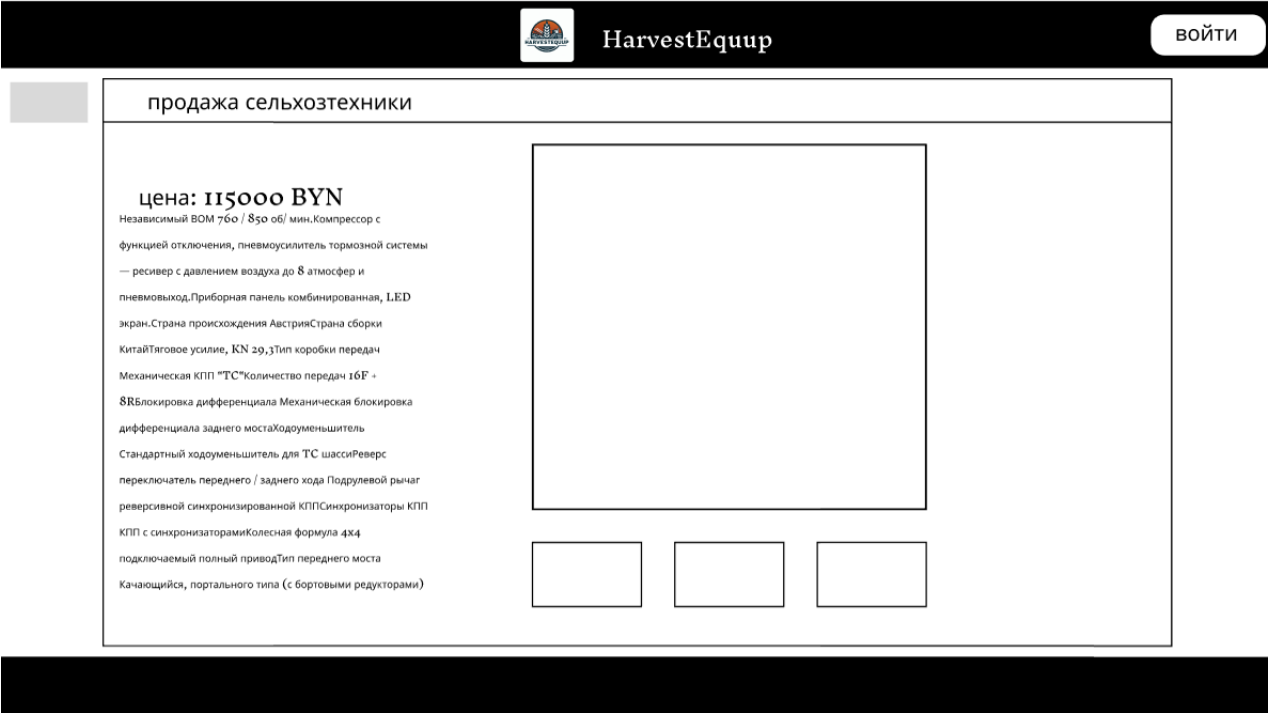 HARVESTEQUUP
HarvestEquup
войти
продажа сельхозтехники
цена: 115000 BYN
Независимый ВОМ 760 / 850 об/ мин.Компрессор с
функцией отключения, пневмоусилитель тормозной системы
— ресивер с давлением воздуха до 8 атмосфер и
пневмовыход.Приборная панель комбинированная, LED
экран.Страна происхождения АвстрияСтрана сборки
КитайТяговое усилие, KN 29,3Тип коробки передач
Механическая КПП "TC"Количество передач 16F +
8RБлокировка дифференциала Механическая блокировка
дифференциала заднего мостаХодоуменьшитель
Стандартный ходоуменьшитель для TC шассиРеверс
переключатель переднего / заднего хода Подрулевой рычаг
реверсивной синхронизированной КППСинхронизаторы КПП
КПП с синхронизаторамиКолесная формула 4x4
подключаемый полный приводТип переднего моста
Качающийся, портального типа (с бортовыми редукторами)